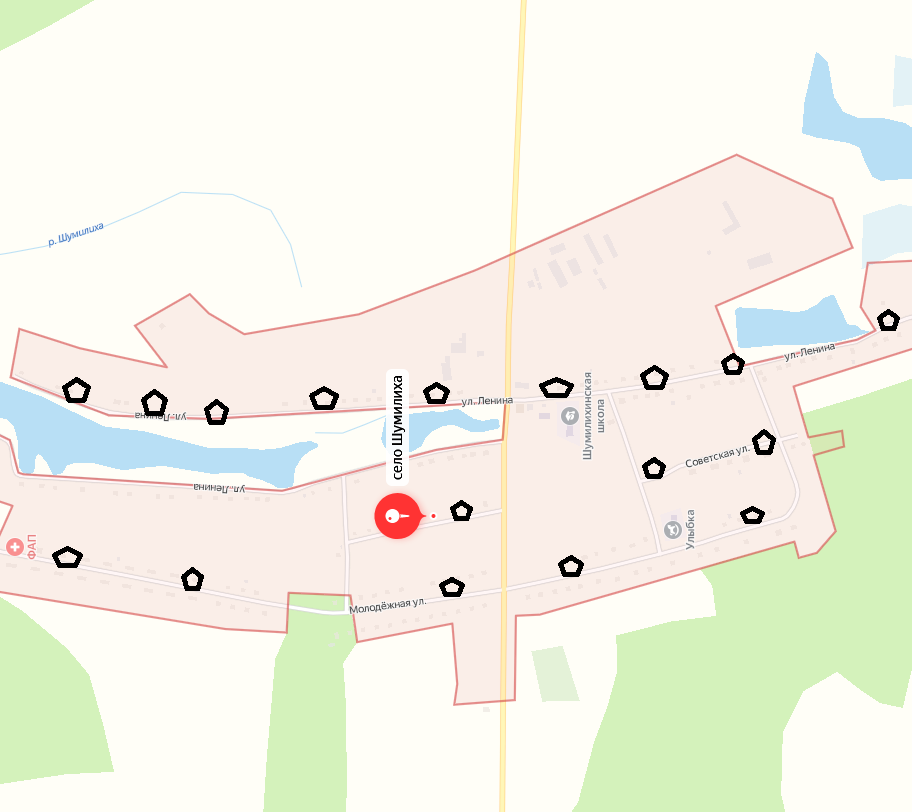 р. Шумилиха
ул. Ленина
ул. Ленина
село Шумилиха
ул. Ленина
Шумилихинская
школа
Советская ул.
ул. Ленина
Улыбка
ФАП
Молодёжная ул.